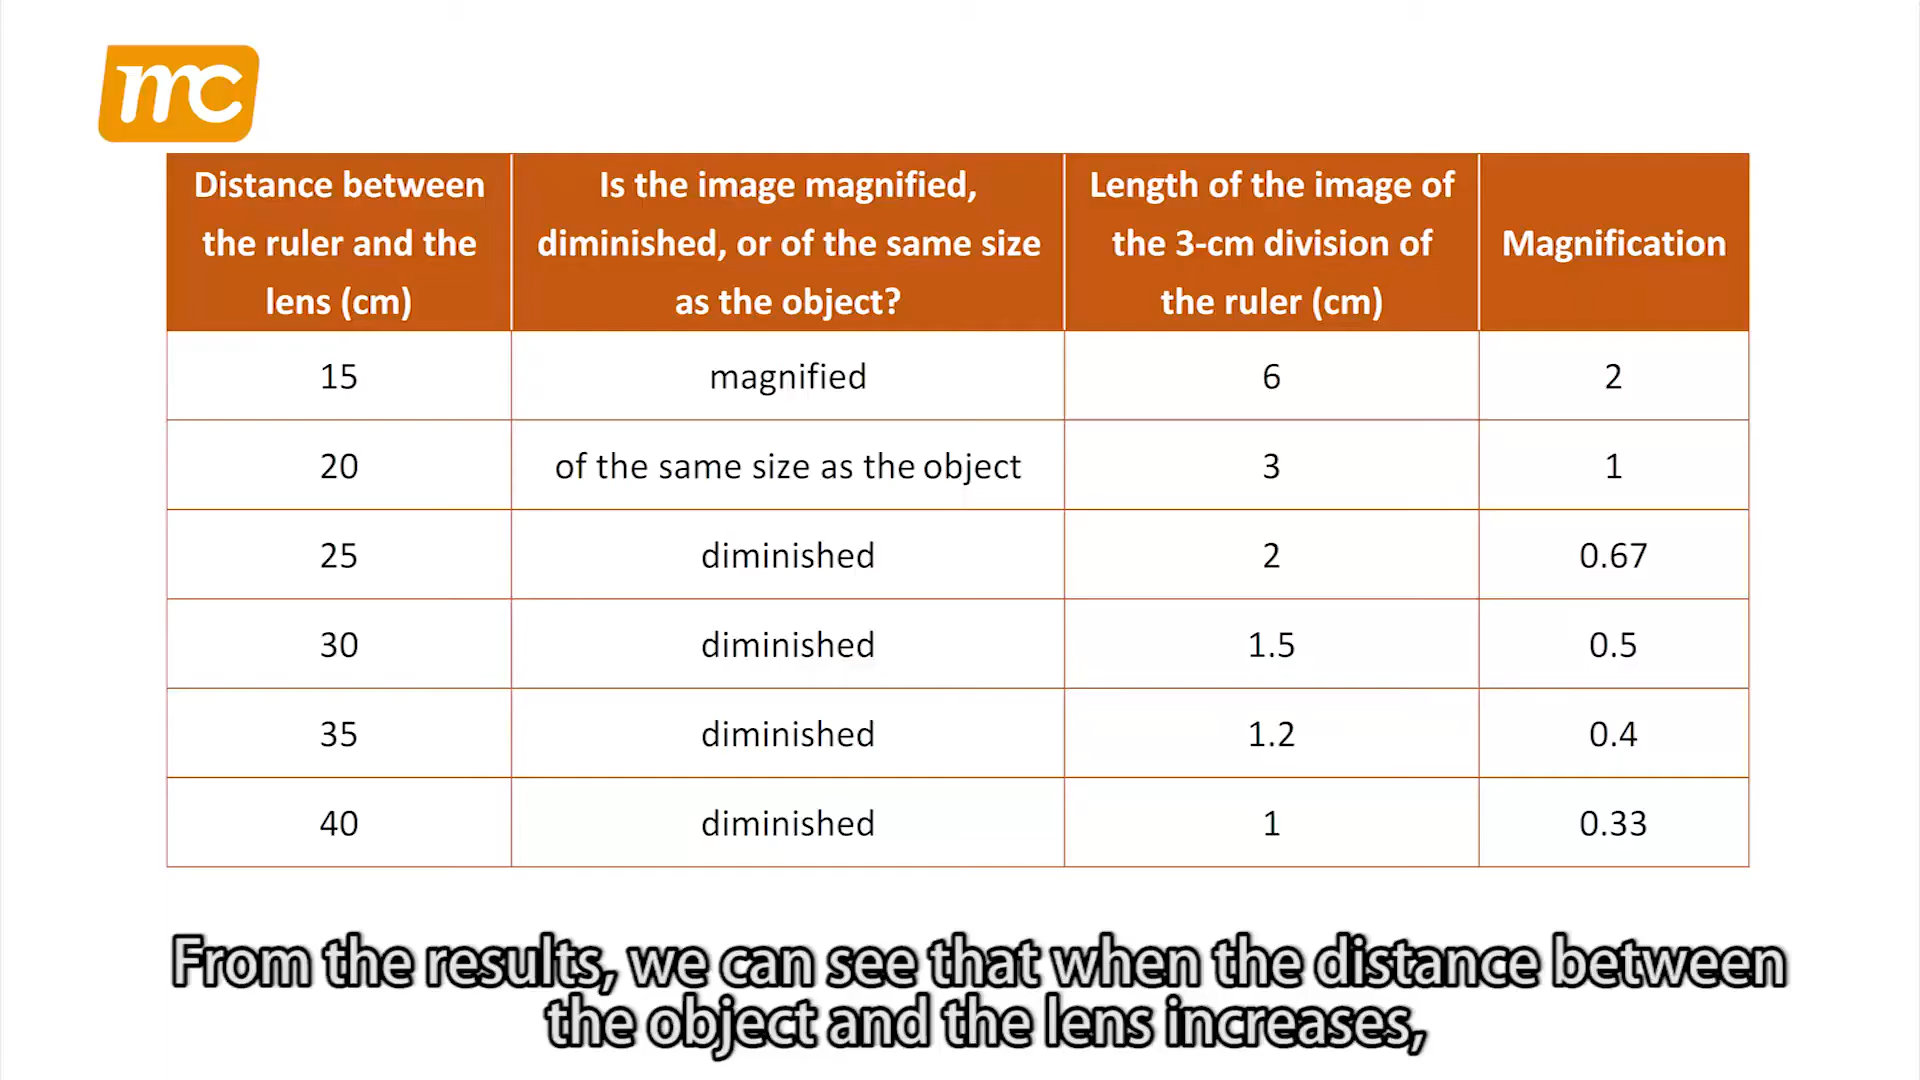 mc
Distance between
the ruler and the
lens (cm)
Is the image magnified,
diminished, or of the same size
as the object?
Length of the image of
the 3-cm division of
the ruler (cm)
Magnification
15 magnified 6 2
20 of the same size as the object 3 1
25 diminished 2 0.67
30 diminished 1.5 0.5
35 diminished 1.2 0.4
40 diminished 1 0.33
From the results, we can see that when the distance between
the object and the lens increases,